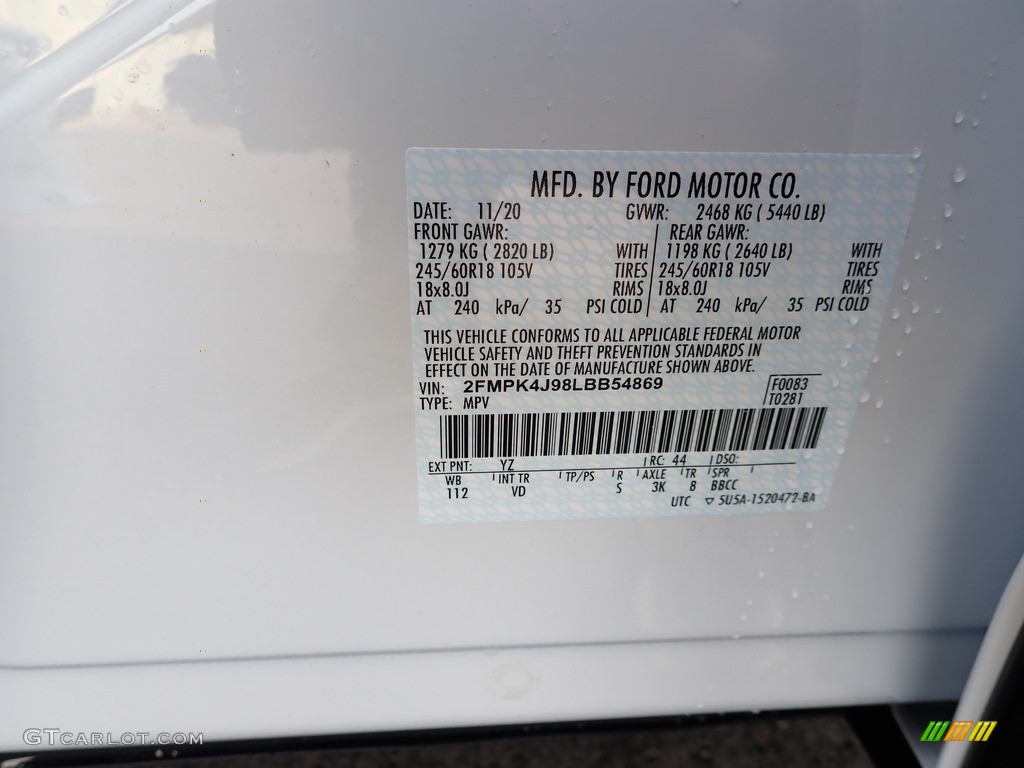 MFD. BY FORD MOTOR CO.
DATE: 11/20 GVWR: 2468 KG ( 5440 LB)
FRONT GAWR: REAR GAWR:
1279 KG ( 2820 LB) WITH 1198 KG ( 2640 LB) WITH
245/60R18 105V TIRES 245/60R18 105V TIRES
18x8.0J RIMS 18x8.0J RIMS
AT 240 kPa/ 35 PSI COLD AT 240 kPa/ 35 PSI COLD
THIS VEHICLE CONFORMS TO ALL APPLICABLE FEDERAL MOTOR
VEHICLE SAFETY AND THEFT PREVENTION STANDARDS IN
EFFECT ON THE DATE OF MANUFACTURE SHOWN ABOVE.
VIN: 2FMPK4J98LBB54869 F0083
TYPE: MPV T0281
EXT PNT: YZ RC: 44 DSO:
WB INT TR TP/PS R AXLE TR SPR
112 VD S 3K 8 BBCC
UTC ▽ 5U5A-1520472-BA
GTCARLOT.COM